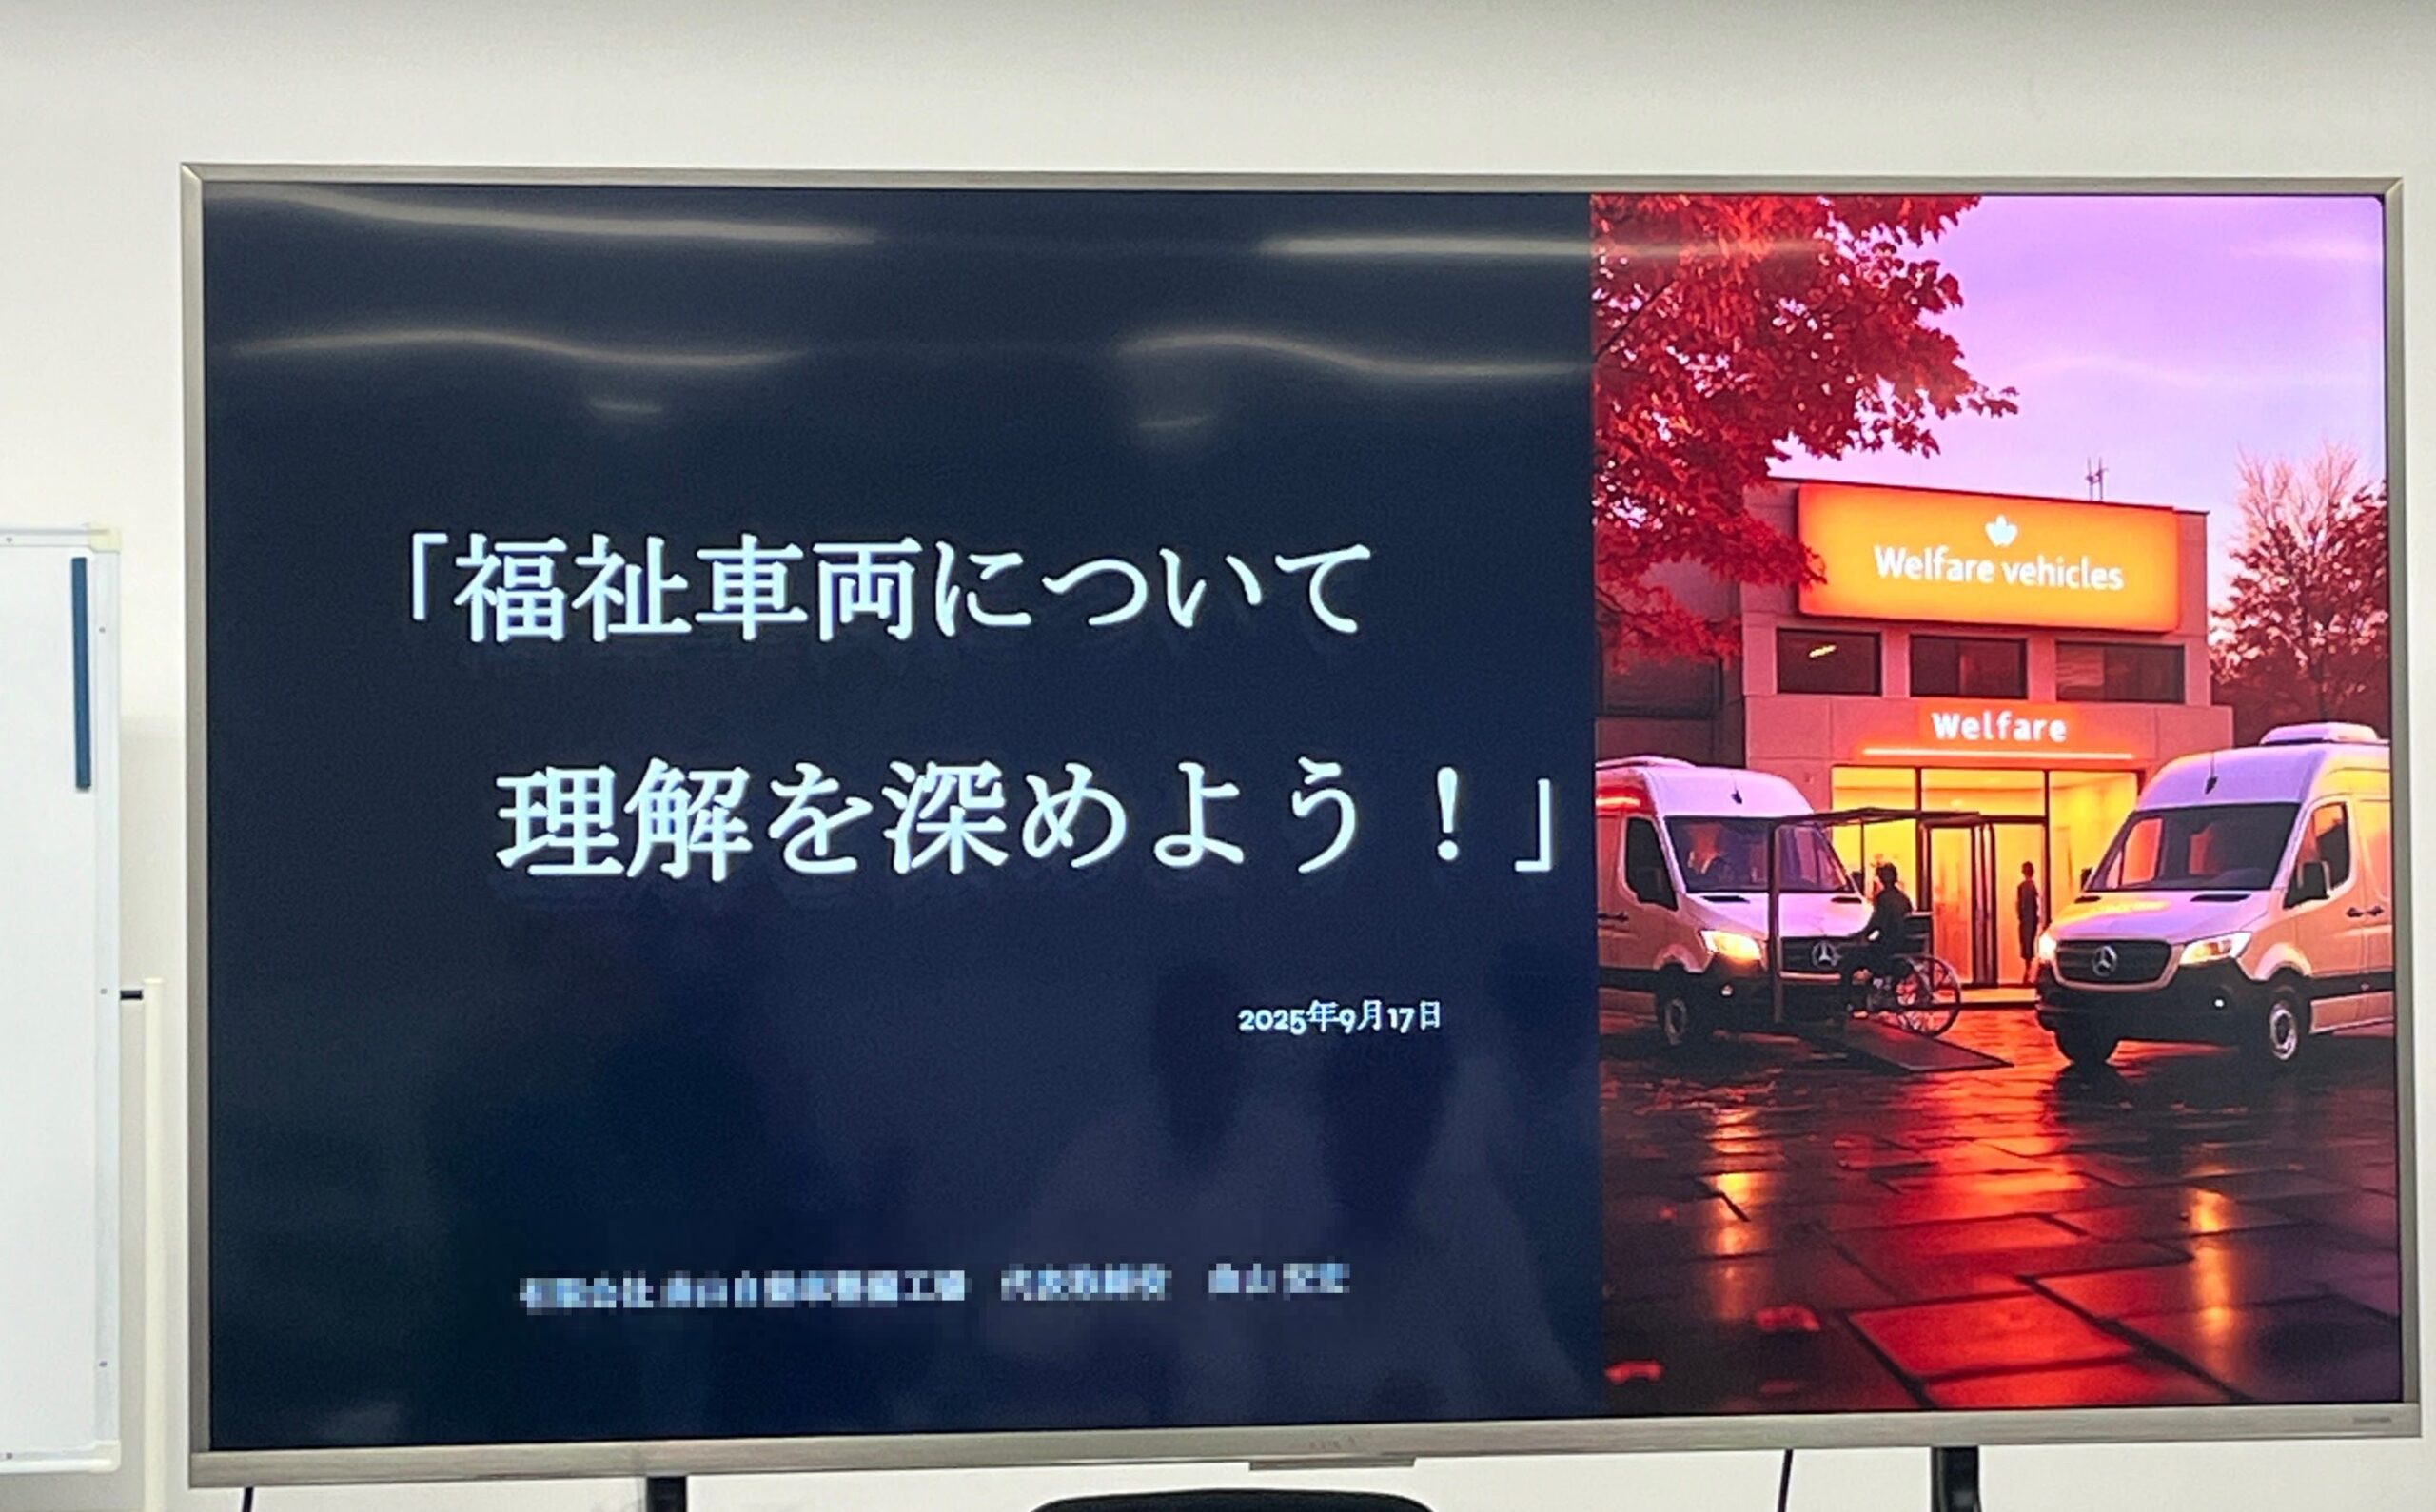 「福祉車両について
理解を深めよう！」
2025年9月17日
Welfare vehicles
Welfare